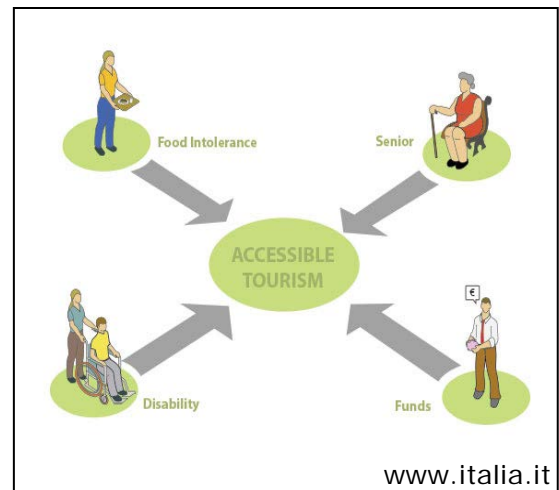 Food Intolerance
Senior
ACCESSIBLE
TOURISM
€
Disability
Funds
www.italia.it